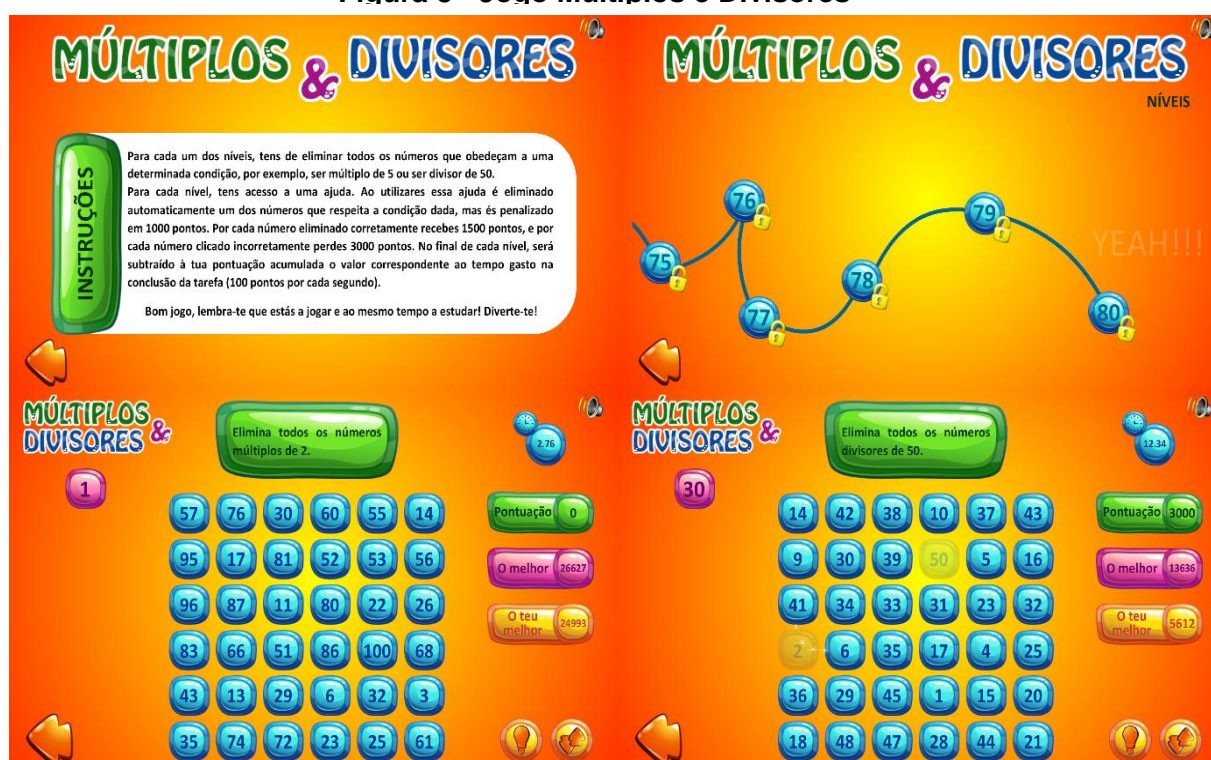 Figura 6 - Jogo Múltiplos e Divisores
MÚLTIPLOS & DIVISORES
INSTRUÇÕES
Para cada um dos níveis, tens de eliminar todos os números que obedeçam a uma
determinada condição, por exemplo, ser múltiplo de 5 ou ser divisor de 50.
Para cada nível, tens acesso a uma ajuda. Ao utilizares essa ajuda é eliminado
automaticamente um dos números que respeita a condição dada, mas és penalizado
em 1000 pontos. Por cada número eliminado corretamente recebes 1500 pontos, e por
cada número clicado incorretamente perdes 3000 pontos. No final de cada nível, será
subtraído à tua pontuação acumulada o valor correspondente ao tempo gasto na
conclusão da tarefa (100 pontos por cada segundo).
Bom jogo, lembra-te que estás a jogar e ao mesmo tempo a estudar! Diverte-te!
MÚLTIPLOS & DIVISORES
NÍVEIS
76
79
YEAH!!!
75
78
77
80
MÚLTIPLOS &
DIVISORES
Elimina todos os números
múltiplos de 2.
2.76
1
57 76 30 60 55 14
Pontuação 0
95 17 81 52 53 56
O melhor 26627
96 87 11 80 22 26
O teu
melhor 24993
83 66 51 86 100 68
43 13 29 6 32 3
35 74 72 23 25 61
MÚLTIPLOS &
DIVISORES
Elimina todos os números
divisores de 50.
12.34
30
14 42 38 10 37 43
Pontuação 3000
9 30 39 50 5 16
O melhor 13636
41 34 33 31 23 32
O teu
melhor 5612
2 6 35 17 4 25
36 29 45 1 15 20
18 48 47 28 44 21